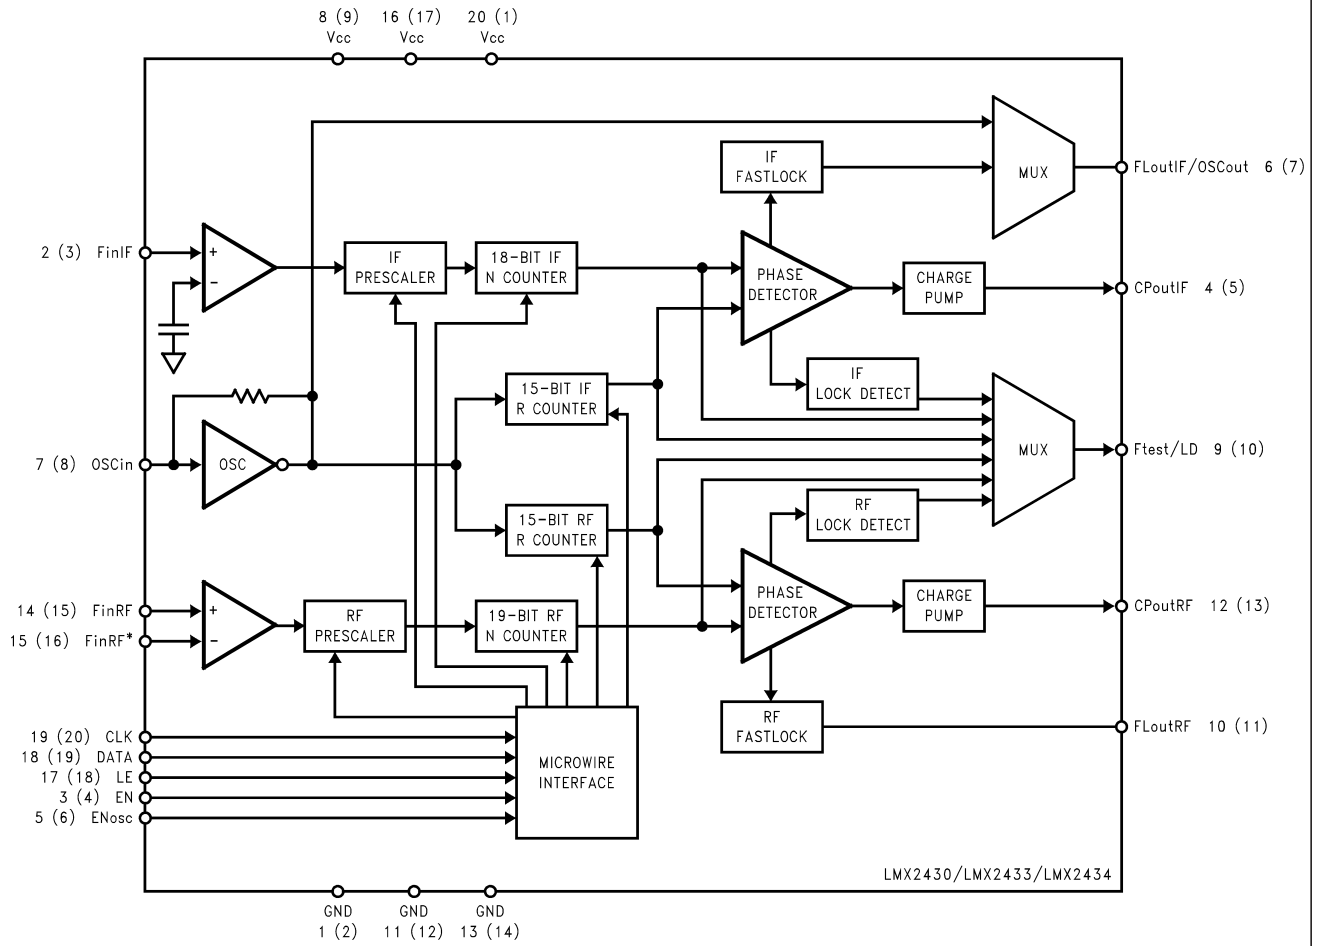 8 (9) 16 (17) 20 (1)
Vcc Vcc Vcc
IF
FASTLOCK
MUX
FLoutIF/OSCout 6 (7)
2 (3) FinIF
+
−
IF
PRESCALER
18-BIT IF
N COUNTER
PHASE
DETECTOR
CHARGE
PUMP
CPoutIF 4 (5)
15-BIT IF
R COUNTER
IF
LOCK DETECT
7 (8) OSCin
OSC
MUX
Ftest/LD 9 (10)
15-BIT RF
R COUNTER
RF
LOCK DETECT
14 (15) FinRF
15 (16) FinRF*
+
−
RF
PRESCALER
19-BIT RF
N COUNTER
PHASE
DETECTOR
CHARGE
PUMP
CPoutRF 12 (13)
RF
FASTLOCK
FLoutRF 10 (11)
19 (20) CLK
18 (19) DATA
17 (18) LE
3 (4) EN
5 (6) ENosc
MICROWIRE
INTERFACE
LMX2430/LMX2433/LMX2434
GND GND GND
1 (2) 11 (12) 13 (14)